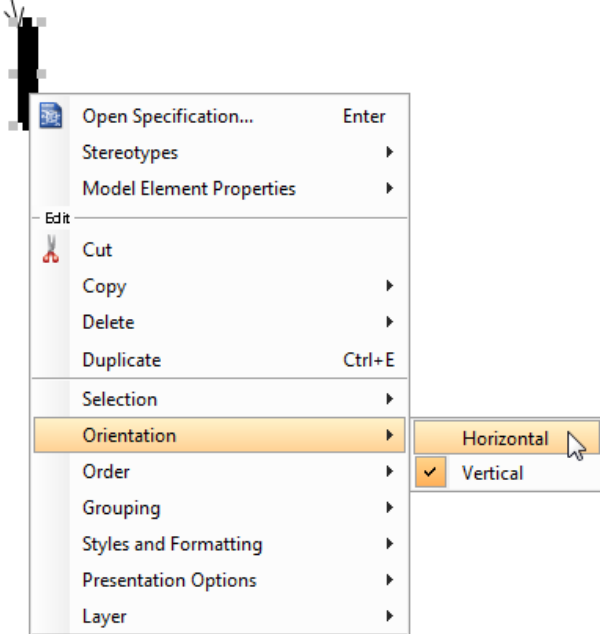 Open Specification... Enter
Stereotypes
Model Element Properties
Edit
Cut
Copy
Delete
Duplicate Ctrl+E
Selection
Orientation
Horizontal
Vertical
Order
Grouping
Styles and Formatting
Presentation Options
Layer